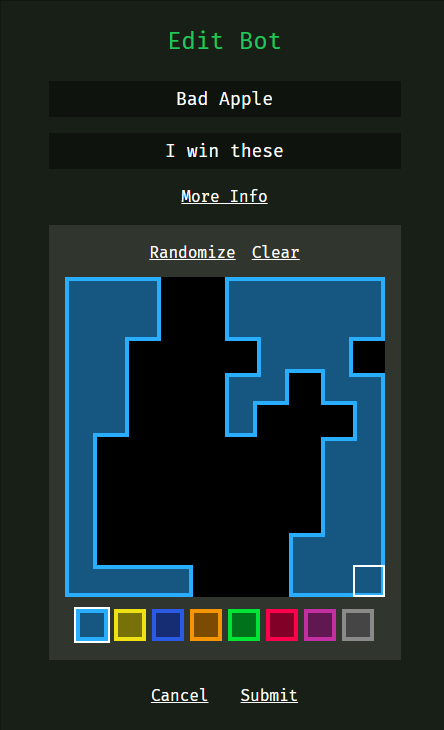 Edit Bot
Bad Apple
I win these
More Info
Randomize Clear
Cancel Submit